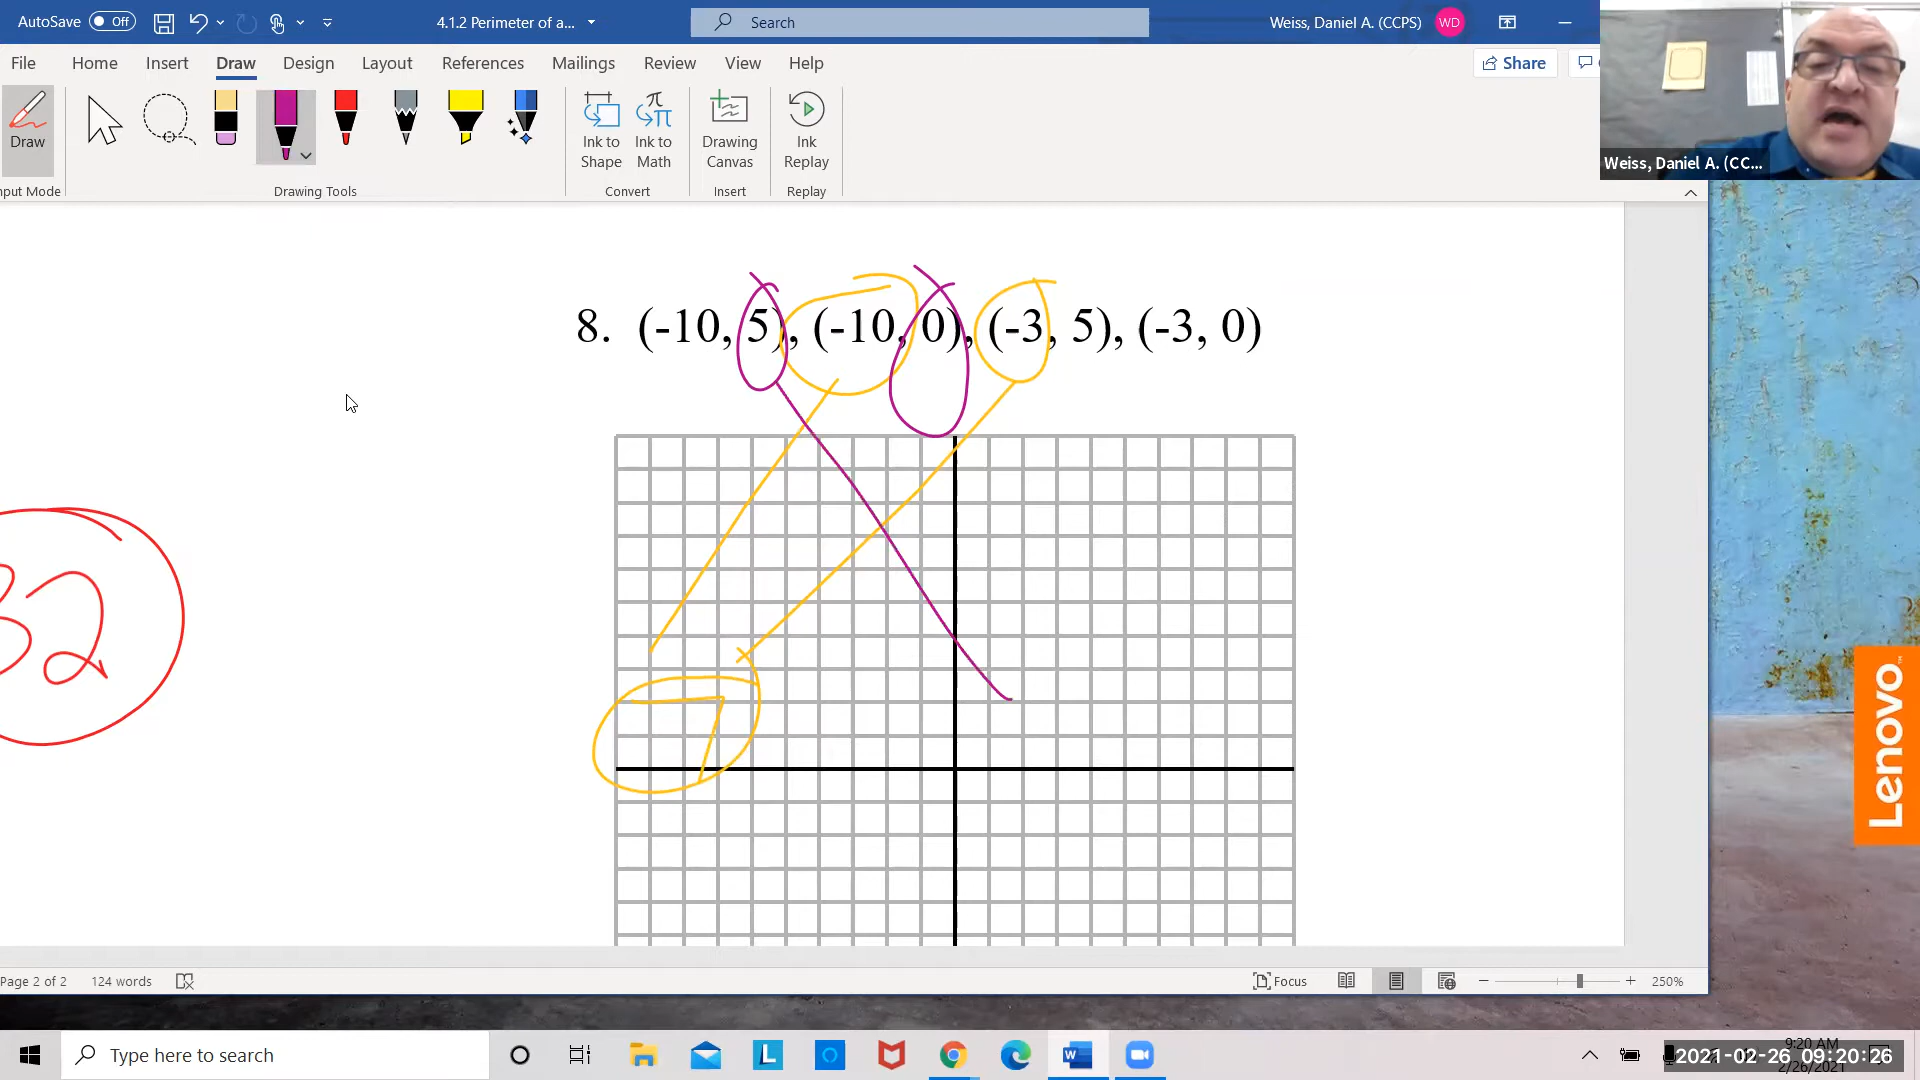 AutoSave Off 4.1.2 Perimeter of a... Search Weiss, Daniel A. (CCPS) WD
File Home Insert Draw Design Layout References Mailings Review View Help Share
Draw
Ink to Shape
Ink to Math
Drawing Canvas
Ink Replay
nput Mode Drawing Tools Convert Insert Replay
Weiss, Daniel A. (CC...
8. (-10, 5), (-10, 0), (-3, 5), (-3, 0)
32
7
Lenovo
Page 2 of 2 124 words Focus 250%
Type here to search
9:20 AM
2021-02-26 09:20:26
2/26/2021